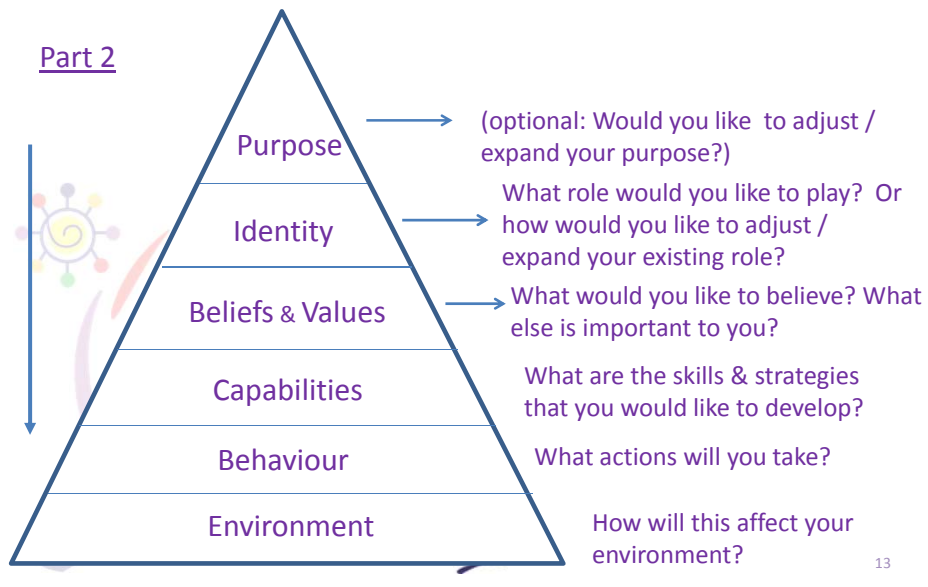 Part 2
Purpose
(optional: Would you like to adjust /
expand your purpose?)
Identity
What role would you like to play? Or
how would you like to adjust /
expand your existing role?
Beliefs & Values
What would you like to believe? What
else is important to you?
Capabilities
What are the skills & strategies
that you would like to develop?
Behaviour
What actions will you take?
Environment
How will this affect your
environment?
13